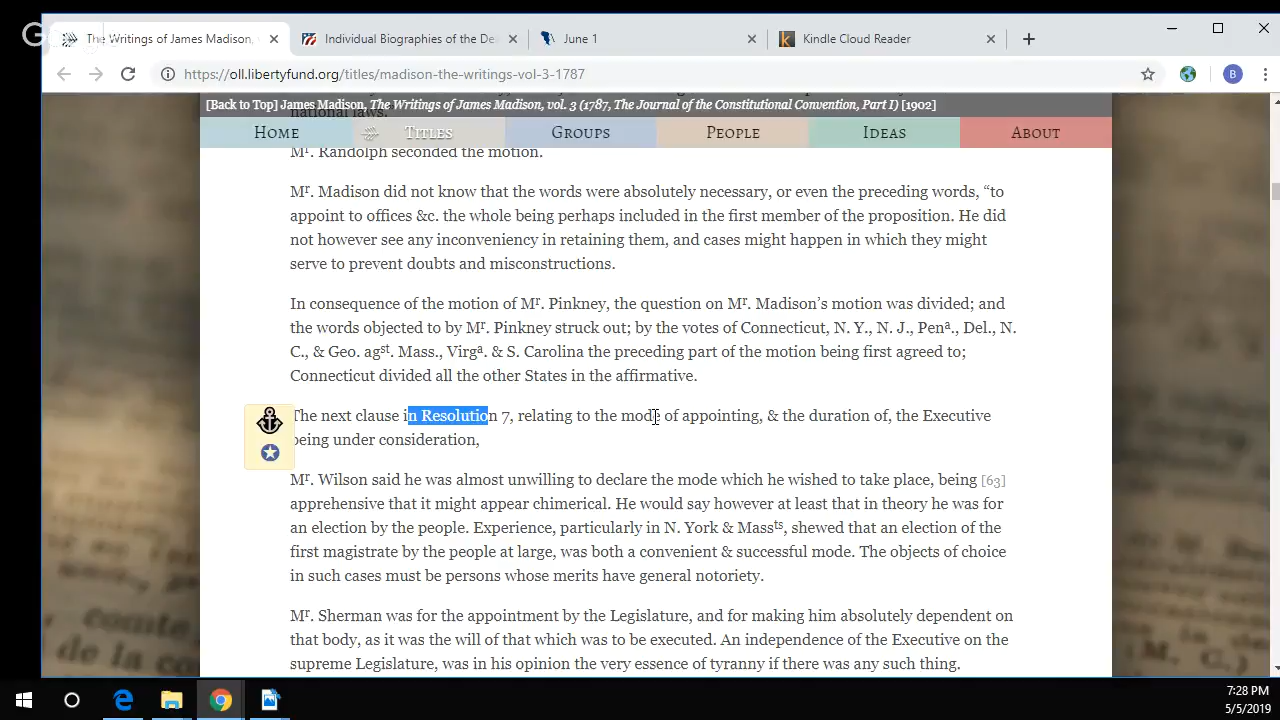 The Writings of James Madison,
Individual Biographies of the De
June 1
Kindle Cloud Reader
https://oll.libertyfund.org/titles/madison-the-writings-vol-3-1787
B
[Back to Top] James Madison, The Writings of James Madison, vol. 3 (1787, The Journal of the Constitutional Convention, Part I) [1902]
national laws.
HOME TITLES GROUPS PEOPLE IDEAS ABOUT
Mr. Randolph seconded the motion.
Mr. Madison did not know that the words were absolutely necessary, or even the preceding words, “to
appoint to offices &c. the whole being perhaps included in the first member of the proposition. He did
not however see any inconveniency in retaining them, and cases might happen in which they might
serve to prevent doubts and misconstructions.
In consequence of the motion of Mr. Pinkney, the question on Mr. Madison’s motion was divided; and
the words objected to by Mr. Pinkney struck out; by the votes of Connecticut, N. Y., N. J., Pena., Del., N.
C., & Geo. agst. Mass., Virga. & S. Carolina the preceding part of the motion being first agreed to;
Connecticut divided all the other States in the affirmative.
The next clause in Resolution 7, relating to the mode of appointing, & the duration of, the Executive
being under consideration,
Mr. Wilson said he was almost unwilling to declare the mode which he wished to take place, being [63]
apprehensive that it might appear chimerical. He would say however at least that in theory he was for
an election by the people. Experience, particularly in N. York & Massts, shewed that an election of the
first magistrate by the people at large, was both a convenient & successful mode. The objects of choice
in such cases must be persons whose merits have general notoriety.
Mr. Sherman was for the appointment by the Legislature, and for making him absolutely dependent on
that body, as it was the will of that which was to be executed. An independence of the Executive on the
supreme Legislature, was in his opinion the very essence of tyranny if there was any such thing.
7:28 PM
5/5/2019